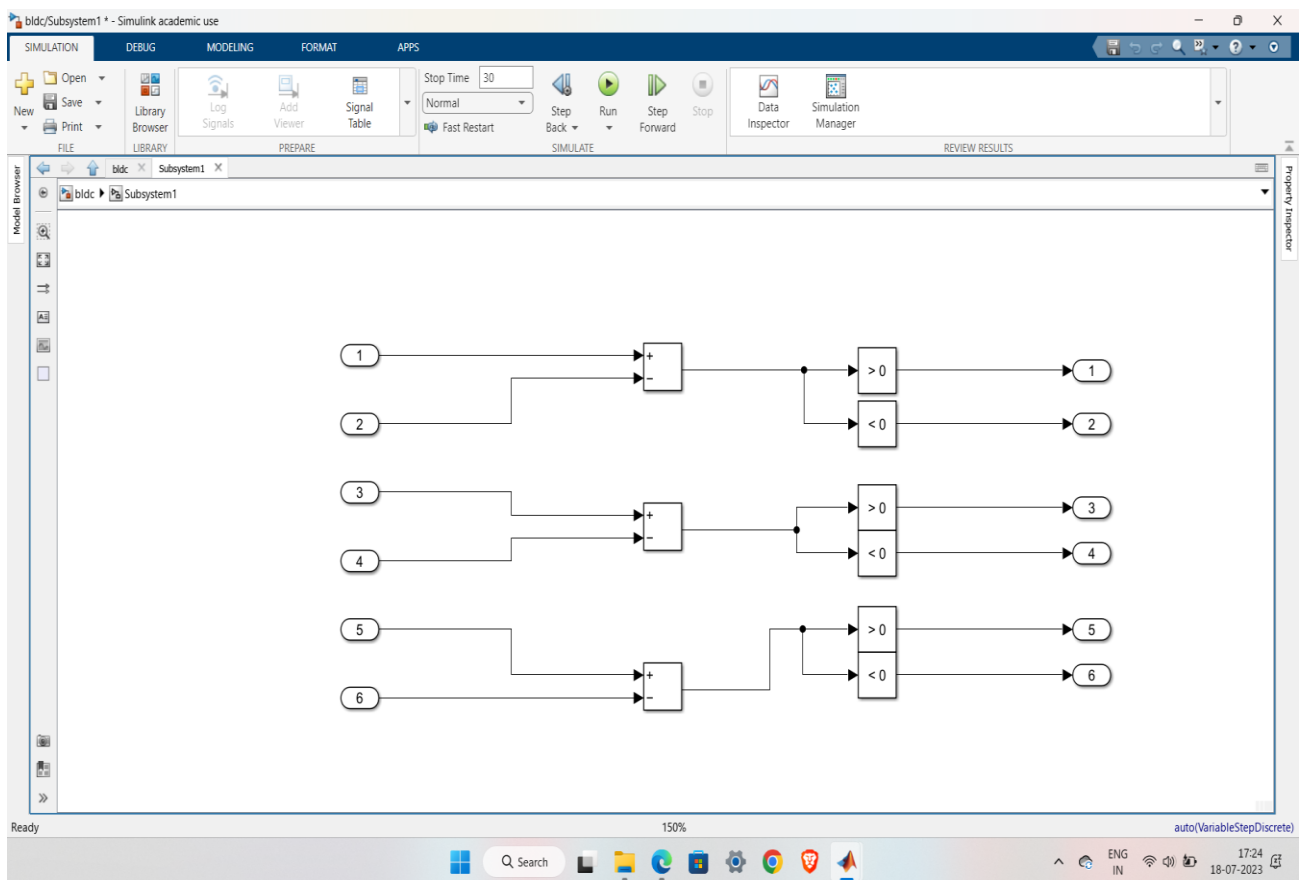 bldc/Subsystem1 * - Simulink academic use
SIMULATION DEBUG MODELING FORMAT APPS
New
Open
Save
Print
FILE
Library
Browser
LIBRARY
Log
Signals
Add
Viewer
Signal
Table
PREPARE
Stop Time 30
Normal
Fast Restart
Step
Back
Run
Step
Forward
Stop
SIMULATE
Data
Inspector
Simulation
Manager
REVIEW RESULTS
Model Browser
bldc Subsystem1
bldc Subsystem1
Property Inspector
1
2
+
−
> 0
< 0
1
2
3
4
+
−
> 0
< 0
3
4
5
6
+
−
> 0
< 0
5
6
Ready 150% auto(VariableStepDiscrete)
Search
ENG
IN
17:24
18-07-2023